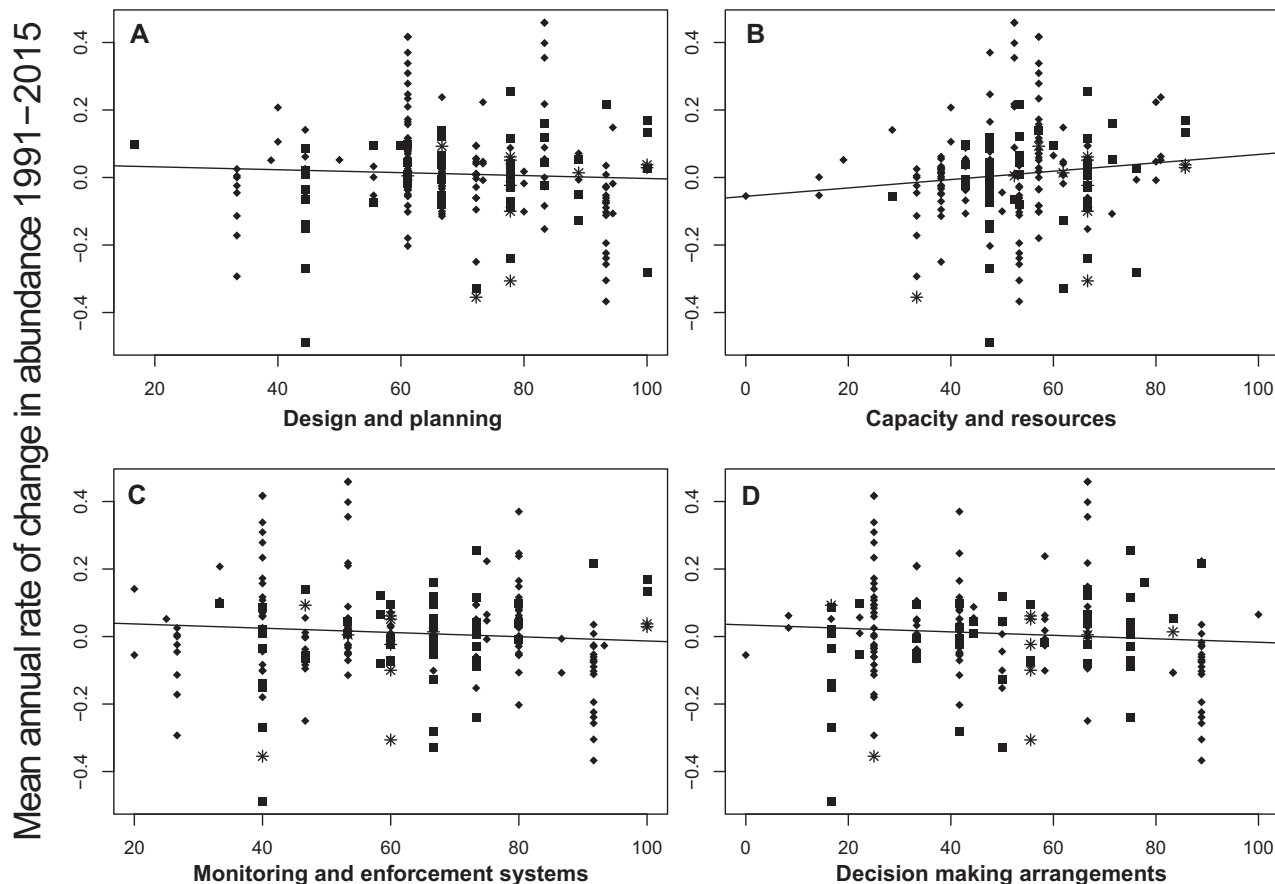 Mean annual rate of change in abundance 1991−2015
A
0.4
0.2
0.0
−0.2
−0.4
20 40 60 80 100
Design and planning
B
0.4
0.2
0.0
−0.2
−0.4
0 20 40 60 80 100
Capacity and resources
C
0.4
0.2
0.0
−0.2
−0.4
20 40 60 80 100
Monitoring and enforcement systems
D
0.4
0.2
0.0
−0.2
−0.4
0 20 40 60 80 100
Decision making arrangements